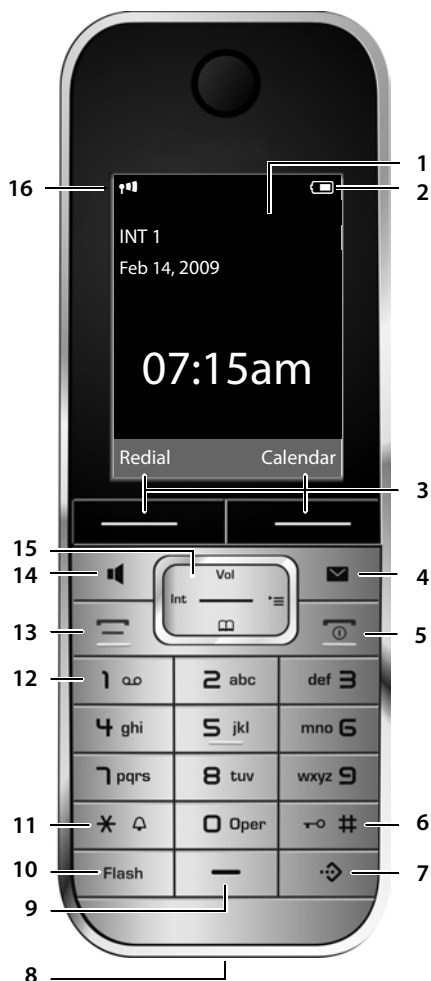 1
16
2
INT 1
Feb 14, 2009
07:15am
Redial Calendar
3
15
14 Vol 4
Int
13 5
12 1 2 abc def 3
4 ghi 5 jkl mno 6
7 pqrs 8 tuv wxyz 9
11 * 0 Oper # 6
10 Flash 7
9
8